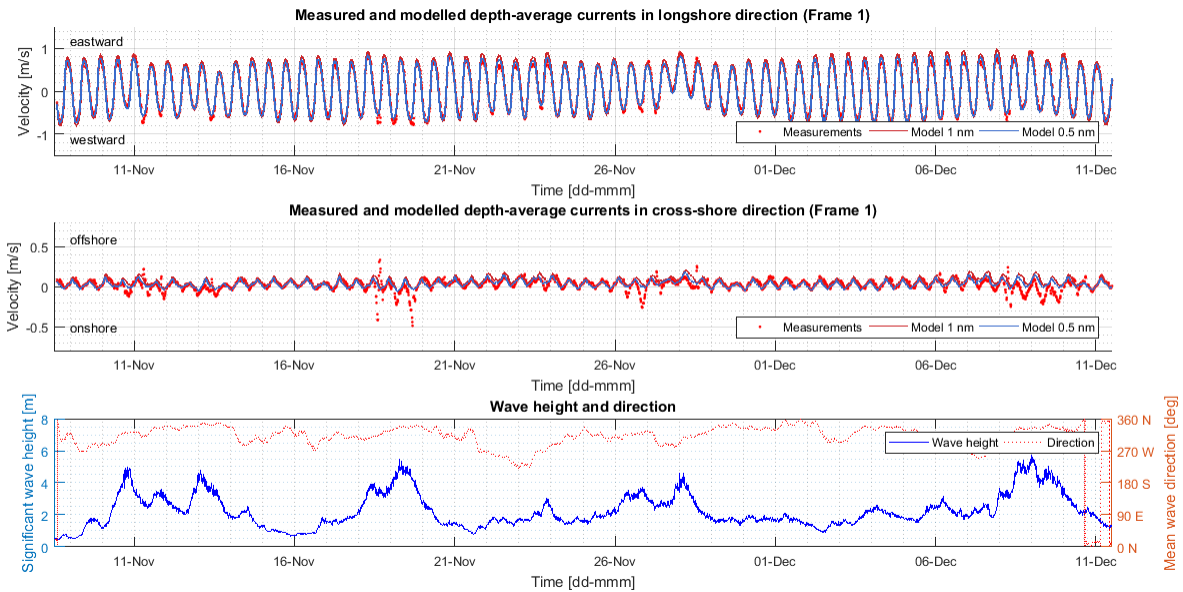 Measured and modelled depth-average currents in longshore direction (Frame 1)
Velocity [m/s]
1
0
-1
eastward
westward
Measurements Model 1 nm Model 0.5 nm
11-Nov 16-Nov 21-Nov 26-Nov 01-Dec 06-Dec 11-Dec
Time [dd-mmm]
Measured and modelled depth-average currents in cross-shore direction (Frame 1)
Velocity [m/s]
0.5
0
-0.5
offshore
onshore
Measurements Model 1 nm Model 0.5 nm
11-Nov 16-Nov 21-Nov 26-Nov 01-Dec 06-Dec 11-Dec
Time [dd-mmm]
Wave height and direction
Significant wave height [m]
8
6
4
2
0
Wave height Direction
360 N
270 W
180 S
90 E
0 N
Mean wave direction [deg]
11-Nov 16-Nov 21-Nov 26-Nov 01-Dec 06-Dec 11-Dec
Time [dd-mmm]